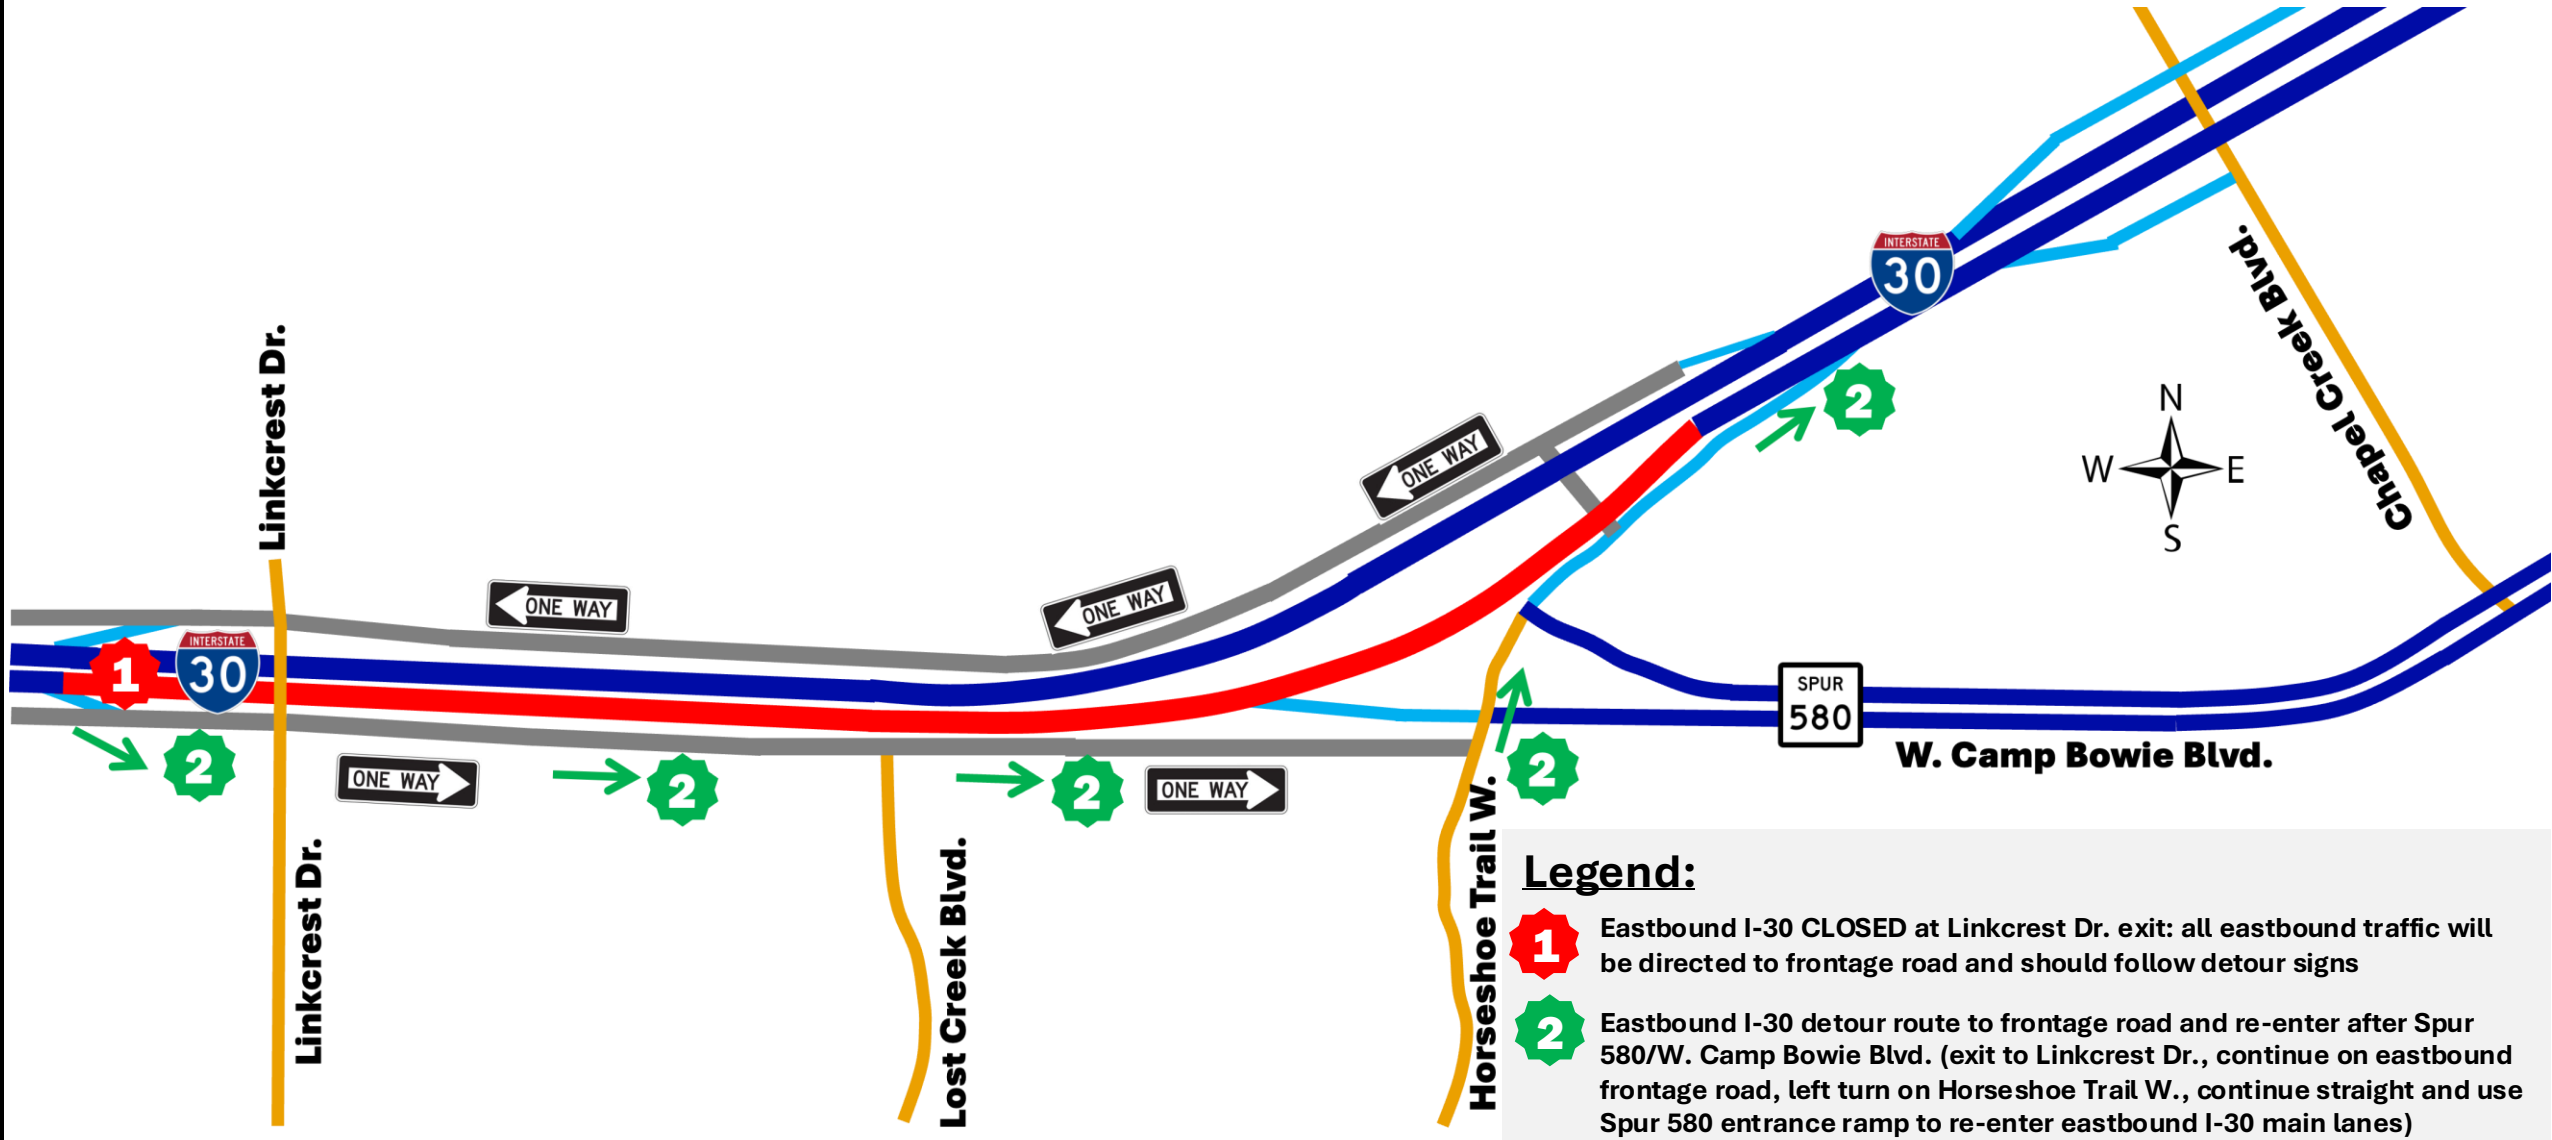 Linkcrest Dr.
INTERSTATE
30
1
2
Linkcrest Dr.
ONE WAY
ONE WAY
2
Lost Creek Blvd.
2
ONE WAY
ONE WAY
ONE WAY
Horseshoe Trail W.
2
2
INTERSTATE
30
Chapel Creek Blvd.
N
W
E
S
SPUR
580
W. Camp Bowie Blvd.
Legend:
1
Eastbound I-30 CLOSED at Linkcrest Dr. exit: all eastbound traffic will
be directed to frontage road and should follow detour signs
2
Eastbound I-30 detour route to frontage road and re-enter after Spur
580/W. Camp Bowie Blvd. (exit to Linkcrest Dr., continue on eastbound
frontage road, left turn on Horseshoe Trail W., continue straight and use
Spur 580 entrance ramp to re-enter eastbound I-30 main lanes)